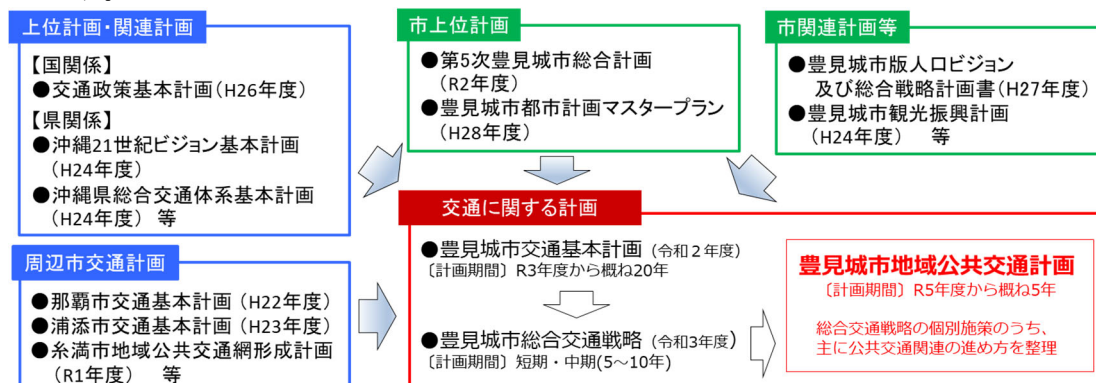 上位計画・関連計画
【国関係】
●交通政策基本計画(H26年度)
【県関係】
●沖縄21世紀ビジョン基本計画
(H24年度)
●沖縄県総合交通体系基本計画
(H24年度) 等
市上位計画
●第5次豊見城市総合計画
(R2年度)
●豊見城市都市計画マスタープラン
(H28年度)
市関連計画等
●豊見城市版人口ビジョン
及び総合戦略計画書(H27年度)
●豊見城市観光振興計画
(H24年度) 等
周辺市交通計画
●那覇市交通基本計画(H22年度)
●浦添市交通基本計画(H23年度)
●糸満市地域公共交通網形成計画
(R1年度) 等
交通に関する計画
●豊見城市交通基本計画(令和2年度)
〔計画期間〕R3年度から概ね20年
●豊見城市総合交通戦略(令和3年度)
〔計画期間〕短期・中期(5～10年)
豊見城市地域公共交通計画
〔計画期間〕R5年度から概ね5年
総合交通戦略の個別施策のうち、
主に公共交通関連の進め方を整理